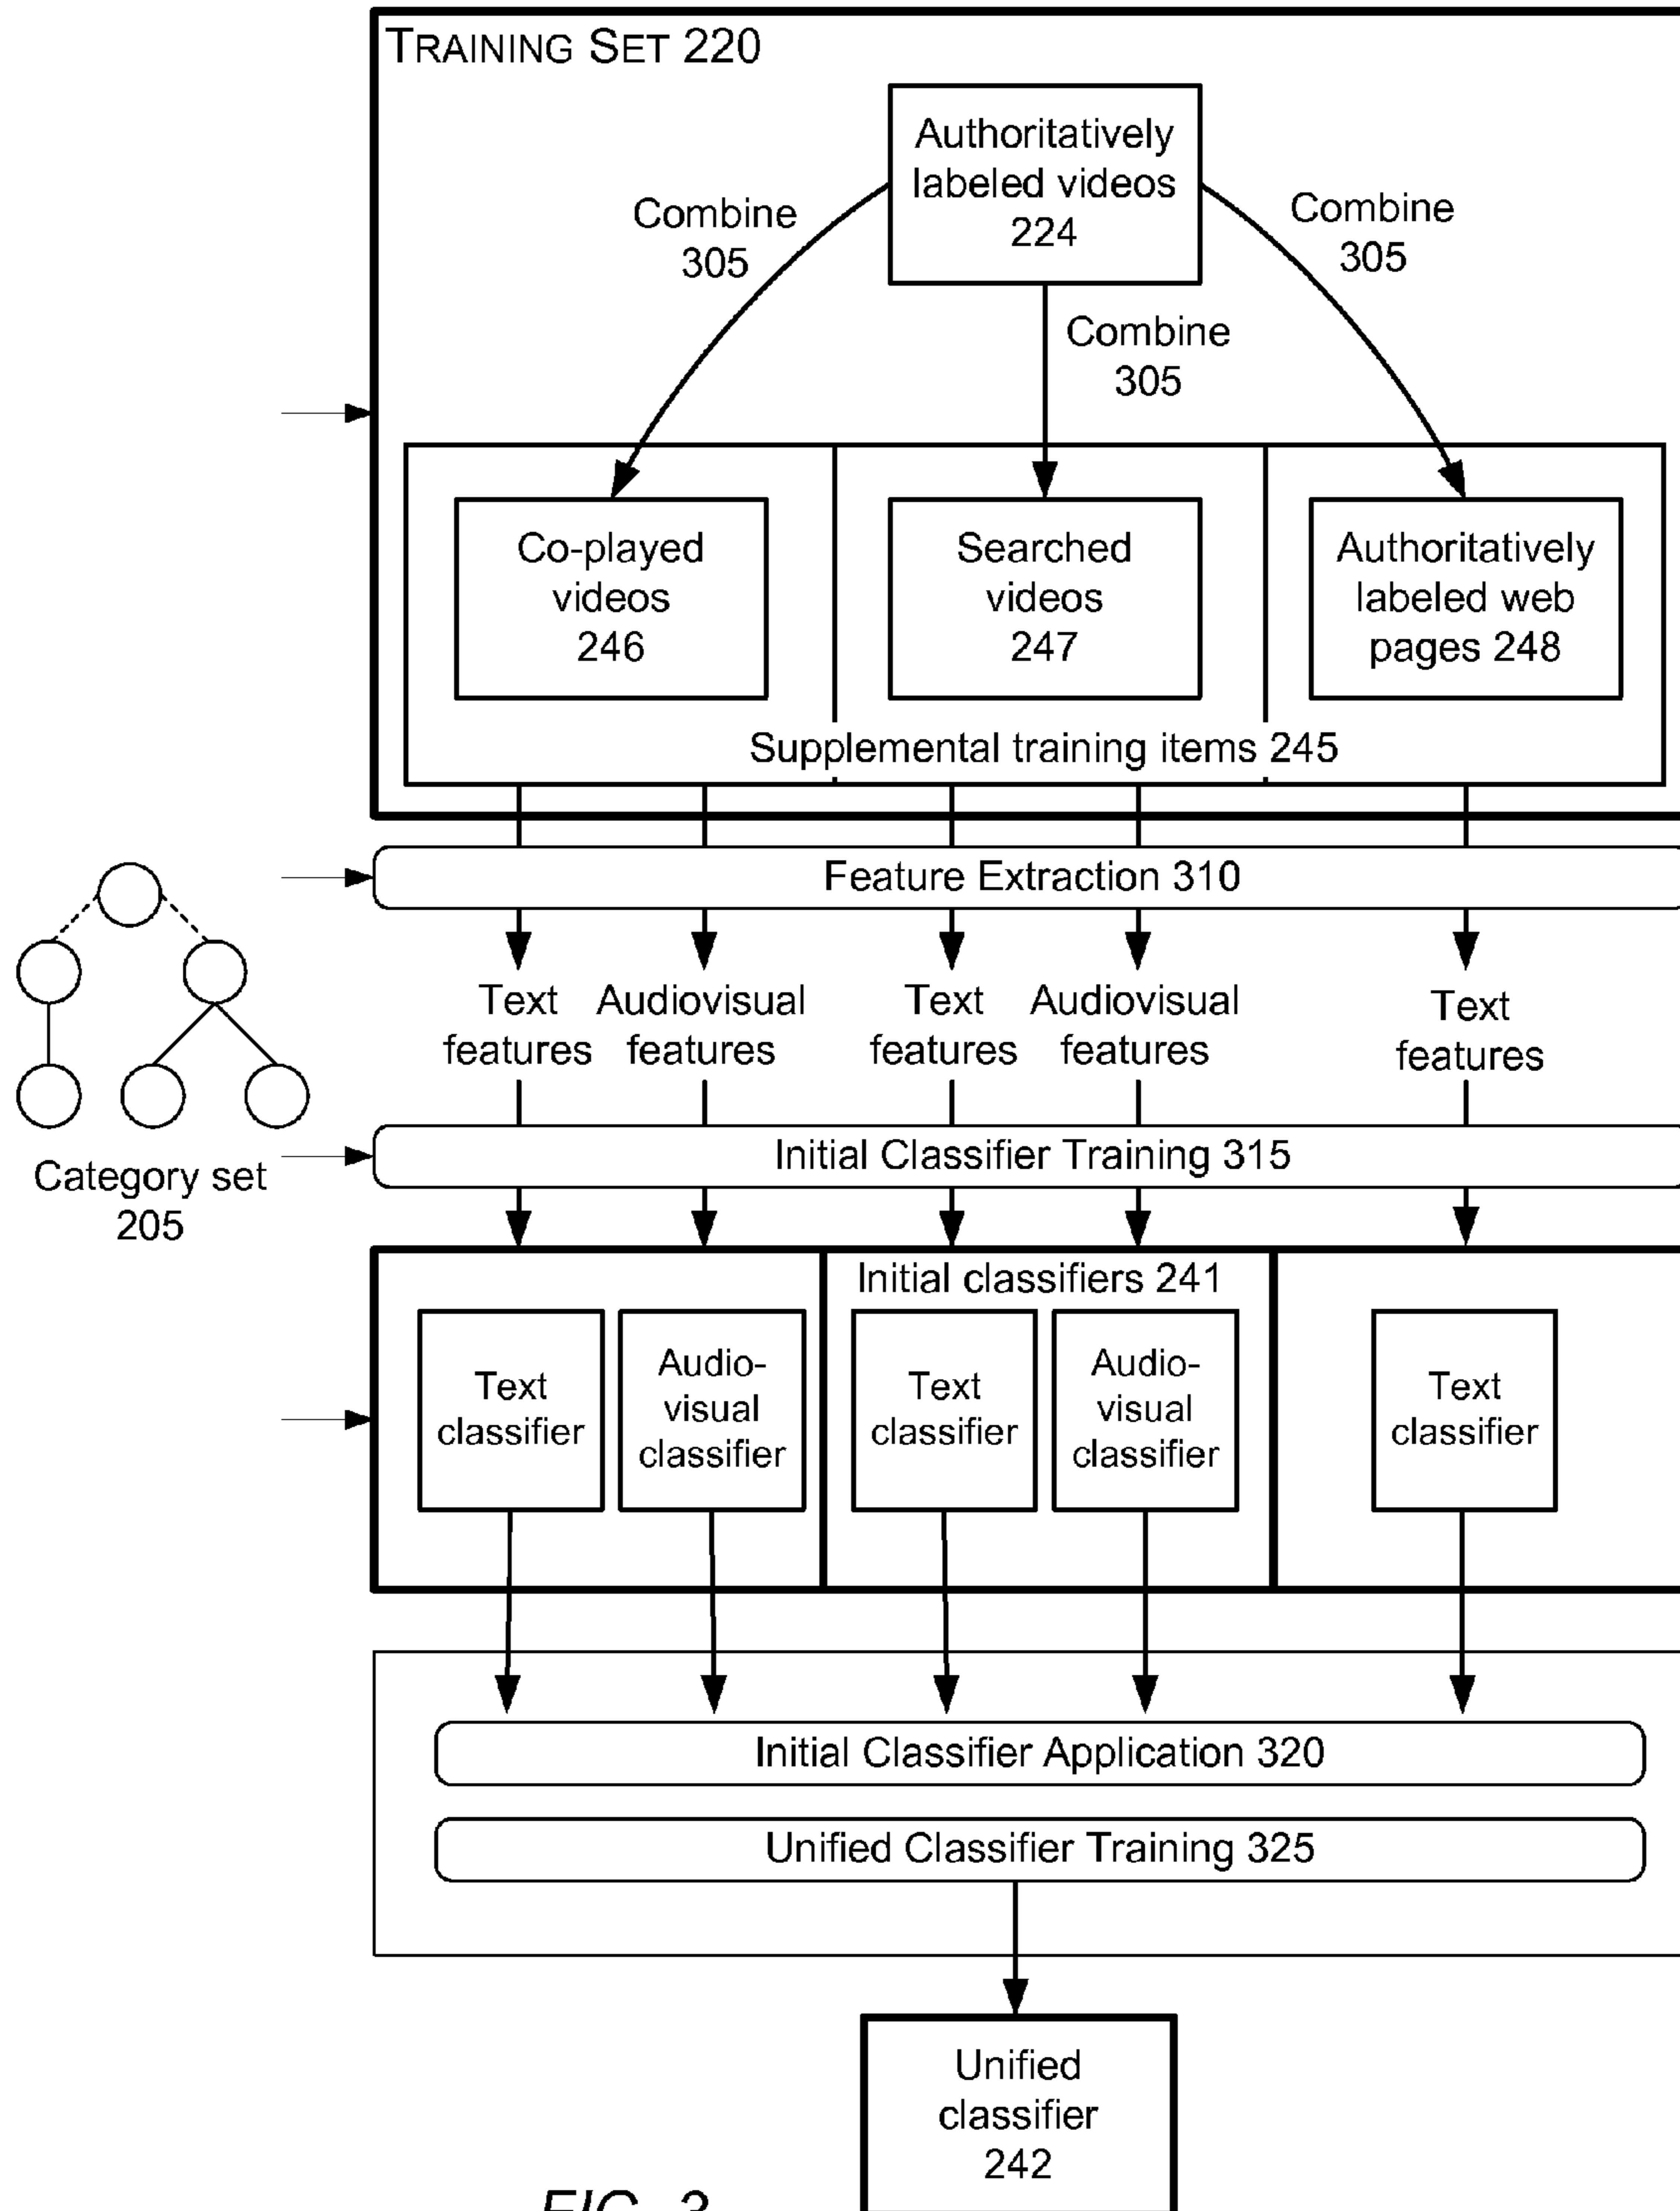 TRAINING SET 220
Authoritatively
labeled videos
224
Combine
305
Combine
305
Combine
305
Co-played
videos
246
Searched
videos
247
Authoritatively
labeled web
pages 248
Supplemental training items 245
Feature Extraction 310
Text
features
Audiovisual
features
Text
features
Audiovisual
features
Text
features
Category set
205
Initial Classifier Training 315
Initial classifiers 241
Text
classifier
Audio-
visual
classifier
Text
classifier
Audio-
visual
classifier
Text
classifier
Initial Classifier Application 320
Unified Classifier Training 325
Unified
classifier
242
FIG. 3